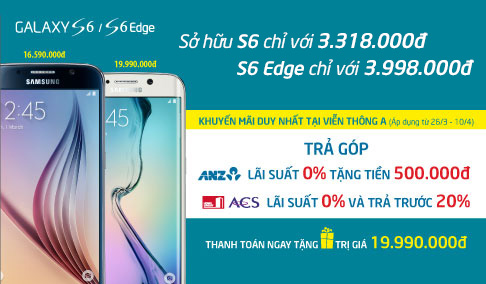 GALAXY S6 / S6 Edge
16.590.000đ
19.990.000đ
2:45
12:45
Sở hữu S6 chỉ với 3.318.000đ
S6 Edge chỉ với 3.998.000đ
KHUYẾN MÃI DUY NHẤT TẠI VIỄN THÔNG A (Áp dụng từ 26/3 - 10/4)
TRẢ GÓP
ANZ LÃI SUẤT 0% TẶNG TIỀN 500.000đ
ACS LÃI SUẤT 0% VÀ TRẢ TRƯỚC 20%
THANH TOÁN NGAY TẶNG TRỊ GIÁ 19.990.000đ